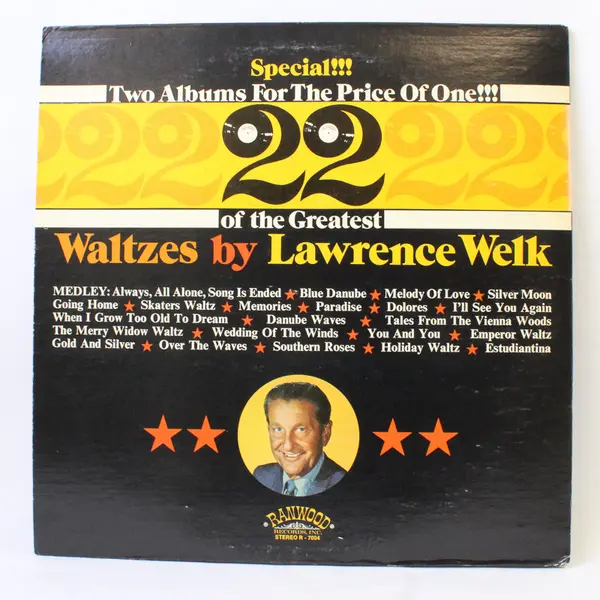 Special!!!
Two Albums For The Price Of One!!!
22 22 22 22 22
of the Greatest
Waltzes by Lawrence Welk
MEDLEY: Always, All Alone, Song Is Ended ★ Blue Danube ★ Melody Of Love ★ Silver Moon
Going Home ★ Skaters Waltz ★ Memories ★ Paradise ★ Dolores ★ I'll See You Again
When I Grow Too Old To Dream ★ Danube Waves ★ Tales From The Vienna Woods
The Merry Widow Waltz ★ Wedding Of The Winds ★ You And You ★ Emperor Waltz
Gold And Silver ★ Over The Waves ★ Southern Roses ★ Holiday Waltz ★ Estudiantina
RANWOOD
RECORDS, INC.
STEREO R - 7004